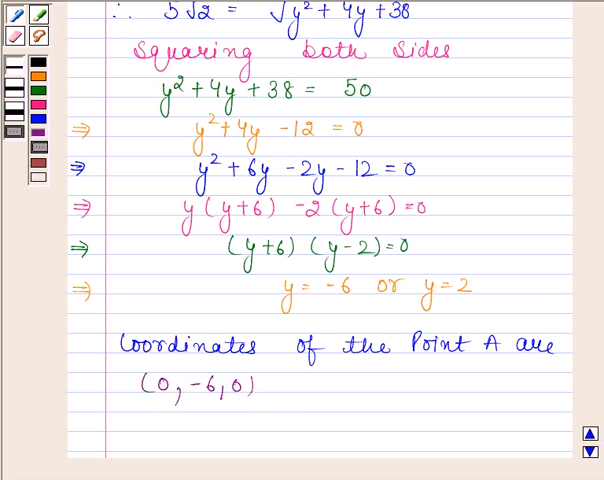 ∴ 5√2 = √y² + 4y + 38
Squaring both Sides
y² + 4y + 38 = 50
⇒ y² + 4y - 12 = 0
⇒ y² + 6y - 2y - 12 = 0
⇒ y (y+6) - 2 (y+6) = 0
⇒ (y+6) (y-2) = 0
⇒ y = -6 or y = 2
Coordinates of the Point A are
(0, -6, 0)